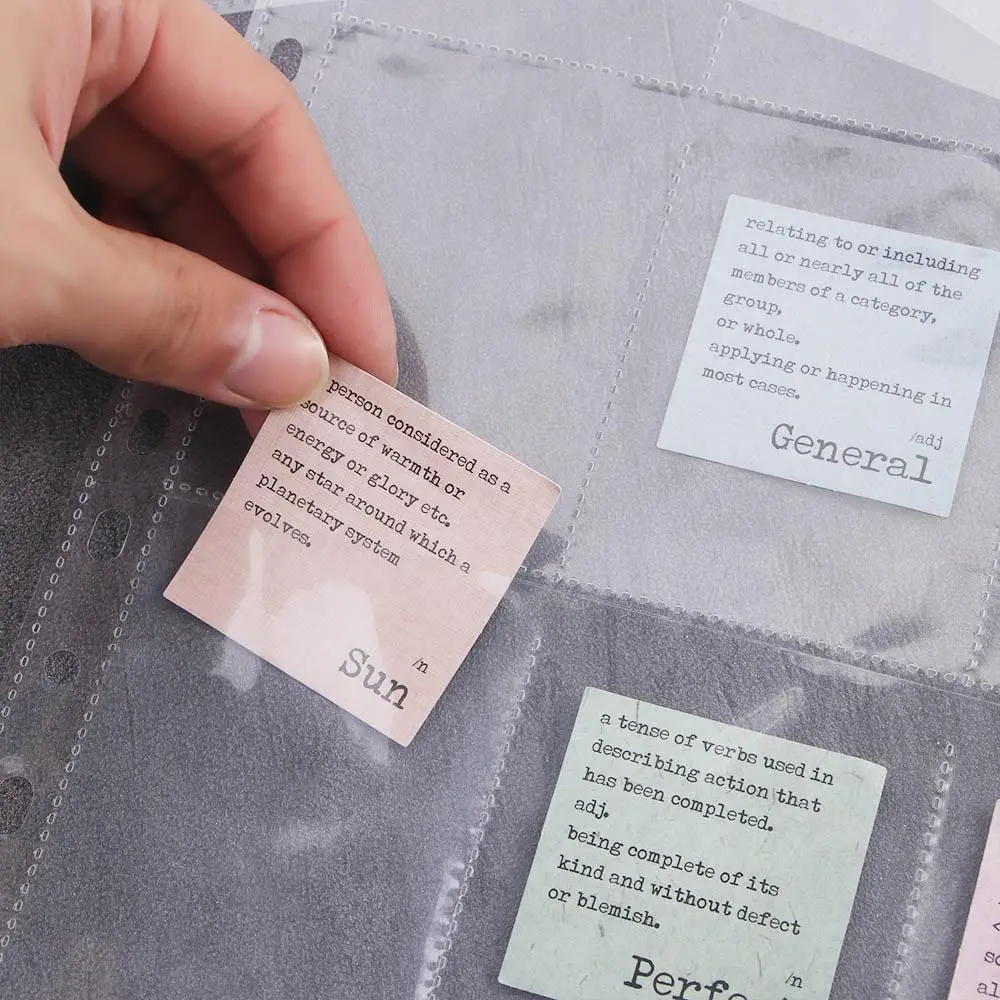 relating to or including
all or nearly all of the
members of a category,
group,
or whole.
applying or happening in
most cases.
/adj
General
person considered as a
source of warmth or
energy or glory etc.
any star around which a
planetary system
evolves.
/n
Sun
a tense of verbs used in
describing action that
has been completed.
adj.
being complete of its
kind and without defect
or blemish.
/n